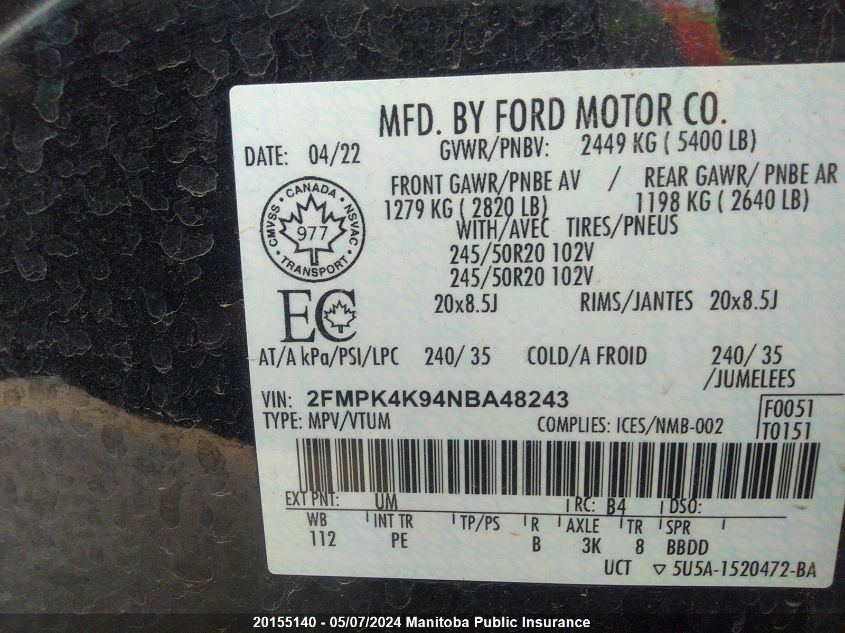 MFD. BY FORD MOTOR CO.
DATE: 04/22 GVWR/PNBV: 2449 KG ( 5400 LB)
FRONT GAWR/PNBE AV / REAR GAWR/ PNBE AR
1279 KG ( 2820 LB) 1198 KG ( 2640 LB)
WITH/AVEC TIRES/PNEUS
245/50R20 102V
245/50R20 102V
CMVSS · CANADA · NSVAC
977
· TRANSPORT ·
EC
20x8.5J RIMS/JANTES 20x8.5J
AT/A kPa/PSI/LPC 240/ 35 COLD/A FROID 240/ 35
/JUMELEES
VIN: 2FMPK4K94NBA48243
F0051
TYPE: MPV/VTUM COMPLIES: ICES/NMB-002
T0151
EXT PNT: UM RC: B4 DSO:
WB INT TR TP/PS R AXLE TR SPR
112 PE B 3K 8 BBDD
UCT ▽ 5U5A-1520472-BA
20155140 - 05/07/2024 Manitoba Public Insurance